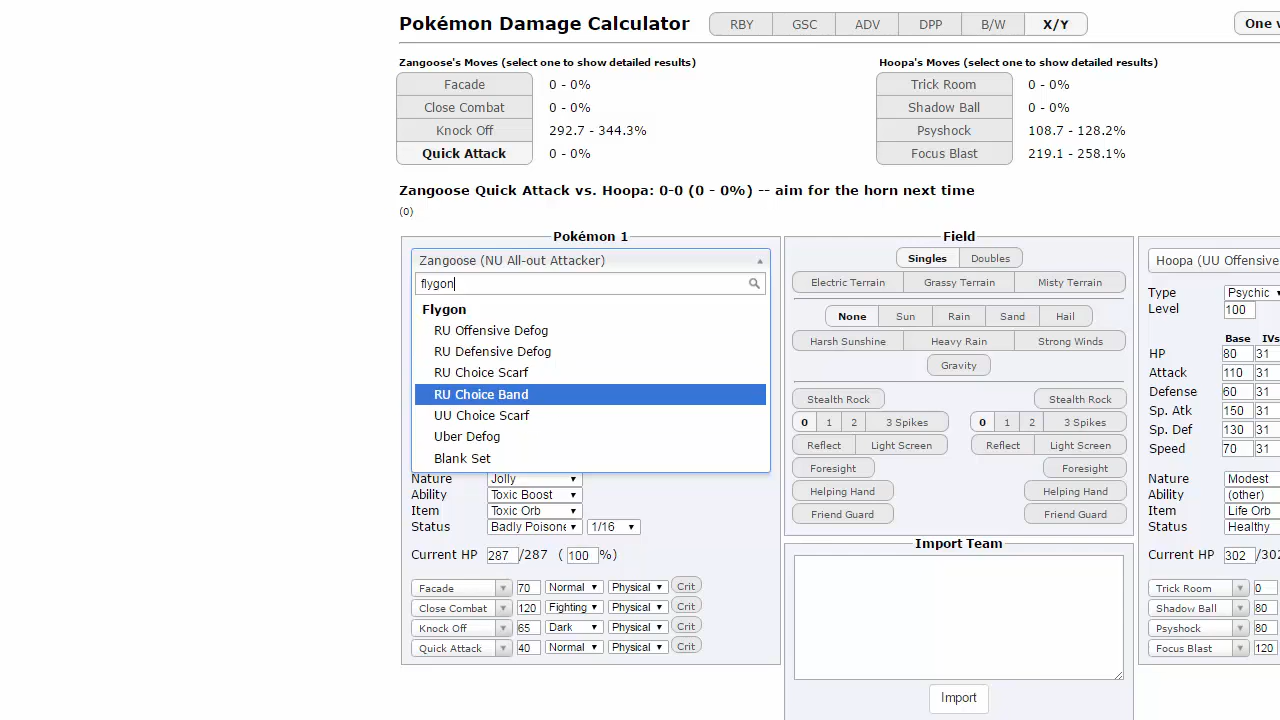 Pokémon Damage Calculator
RBY GSC ADV DPP B/W X/Y
One v
Zangoose's Moves (select one to show detailed results)
Facade 0 - 0%
Close Combat 0 - 0%
Knock Off 292.7 - 344.3%
Quick Attack 0 - 0%
Hoopa's Moves (select one to show detailed results)
Trick Room 0 - 0%
Shadow Ball 0 - 0%
Psyshock 108.7 - 128.2%
Focus Blast 219.1 - 258.1%
Zangoose Quick Attack vs. Hoopa: 0-0 (0 - 0%) -- aim for the horn next time
(0)
Pokémon 1
Zangoose (NU All-out Attacker)
flygon
Flygon
RU Offensive Defog
RU Defensive Defog
RU Choice Scarf
RU Choice Band
UU Choice Scarf
Uber Defog
Blank Set
Nature Jolly
Ability Toxic Boost
Item Toxic Orb
Status Badly Poisone 1/16
Current HP 287 /287 ( 100 %)
Facade 70 Normal Physical Crit
Close Combat 120 Fighting Physical Crit
Knock Off 65 Dark Physical Crit
Quick Attack 40 Normal Physical Crit
Field
Singles Doubles
Electric Terrain Grassy Terrain Misty Terrain
None Sun Rain Sand Hail
Harsh Sunshine Heavy Rain Strong Winds
Gravity
Stealth Rock Stealth Rock
0 1 2 3 Spikes 0 1 2 3 Spikes
Reflect Light Screen Reflect Light Screen
Foresight Foresight
Helping Hand Helping Hand
Friend Guard Friend Guard
Import Team
Import
Hoopa (UU Offensive
Type Psychic
Level 100
Base IVs
HP 80 31
Attack 110 31
Defense 60 31
Sp. Atk 150 31
Sp. Def 130 31
Speed 70 31
Nature Modest
Ability (other)
Item Life Orb
Status Healthy
Current HP 302 /302
Trick Room 0
Shadow Ball 80
Psyshock 80
Focus Blast 120